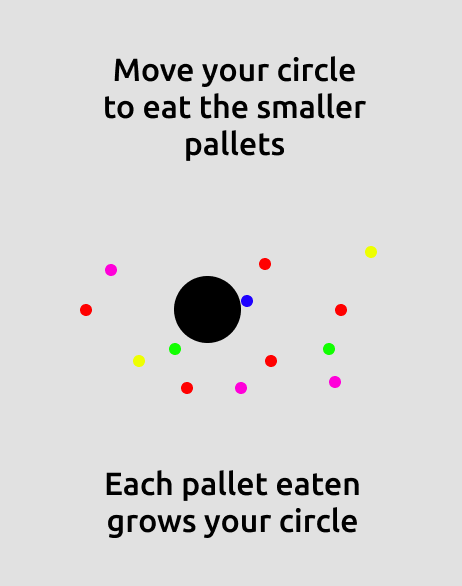 Move your circle
to eat the smaller
pallets
Each pallet eaten
grows your circle